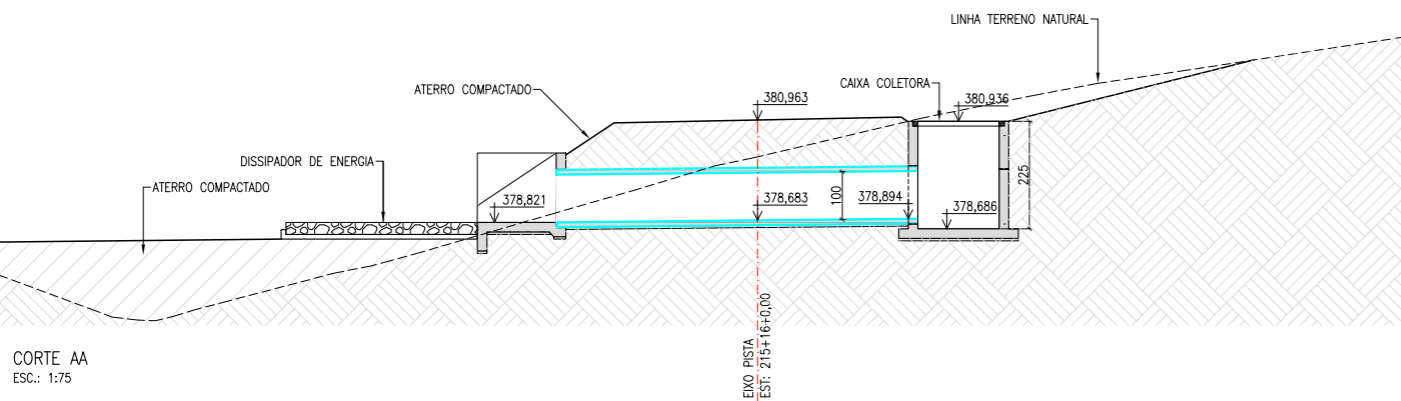 LINHA TERRENO NATURAL
CAIXA COLETORA
ATERRO COMPACTADO
380,963
380,936
DISSIPADOR DE ENERGIA
ATERRO COMPACTADO
225
100
378,821
378,683
378,894
378,686
EIXO PISTA
EST: 215+16+0,00
CORTE AA
ESC.: 1:75